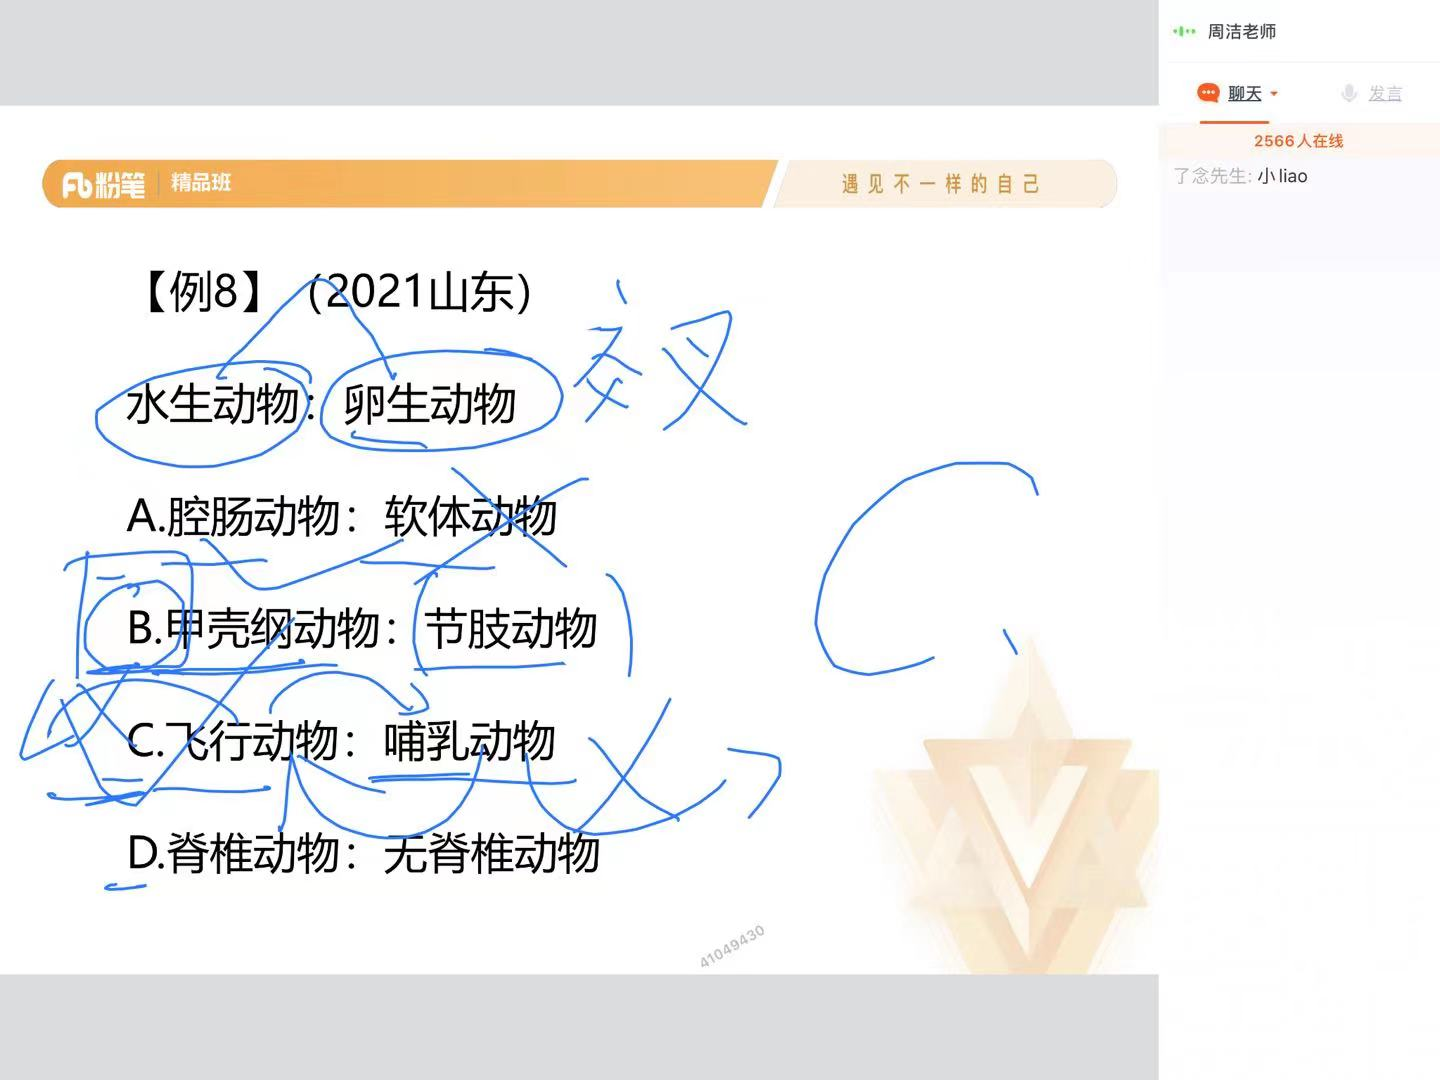 周洁老师
聊天 发言
2566人在线
了念先生: 小liao
粉笔 精品班 遇见不一样的自己
【例8】（2021山东）
交叉
水生动物：卵生动物
A.腔肠动物：软体动物
B.甲壳纲动物：节肢动物
C.飞行动物：哺乳动物
D.脊椎动物：无脊椎动物
41049430